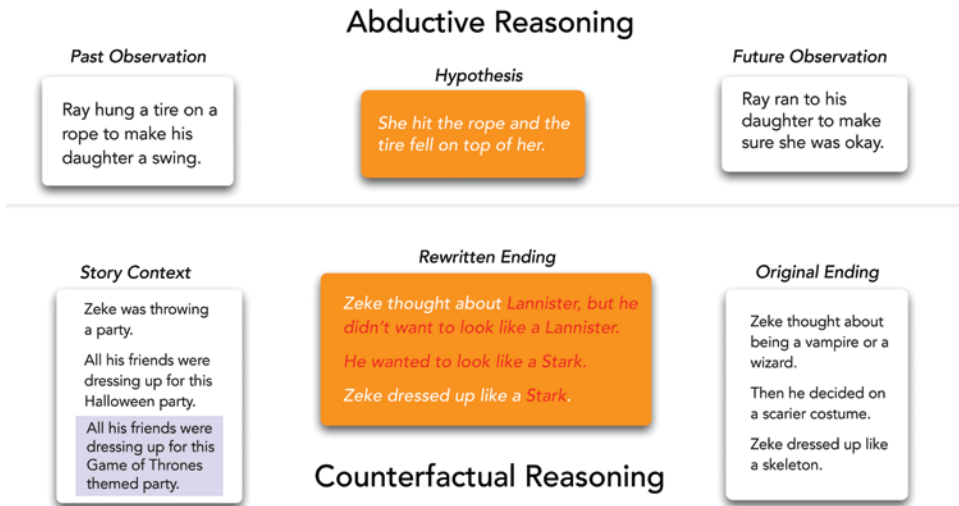 Abductive Reasoning
Past Observation
Ray hung a tire on a
rope to make his
daughter a swing.
Hypothesis
She hit the rope and the
tire fell on top of her.
Future Observation
Ray ran to his
daughter to make
sure she was okay.
Story Context
Zeke was throwing
a party.
All his friends were
dressing up for this
Halloween party.
All his friends were
dressing up for this
Game of Thrones
themed party.
Rewritten Ending
Zeke thought about Lannister, but he
didn't want to look like a Lannister.
He wanted to look like a Stark.
Zeke dressed up like a Stark.
Original Ending
Zeke thought about
being a vampire or a
wizard.
Then he decided on
a scarier costume.
Zeke dressed up like
a skeleton.
Counterfactual Reasoning